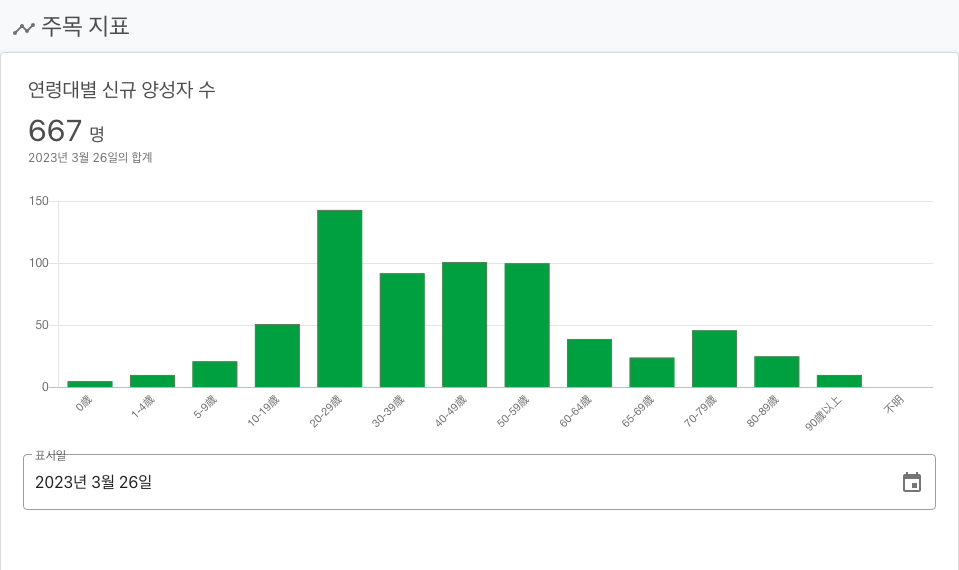 주목 지표
연령대별 신규 양성자 수
667 명
2023년 3월 26일의 합계
150
100
50
0
0歳
1-4歳
5-9歳
10-19歳
20-29歳
30-39歳
40-49歳
50-59歳
60-64歳
65-69歳
70-79歳
80-89歳
90歳以上
不明
표시일
2023년 3월 26일